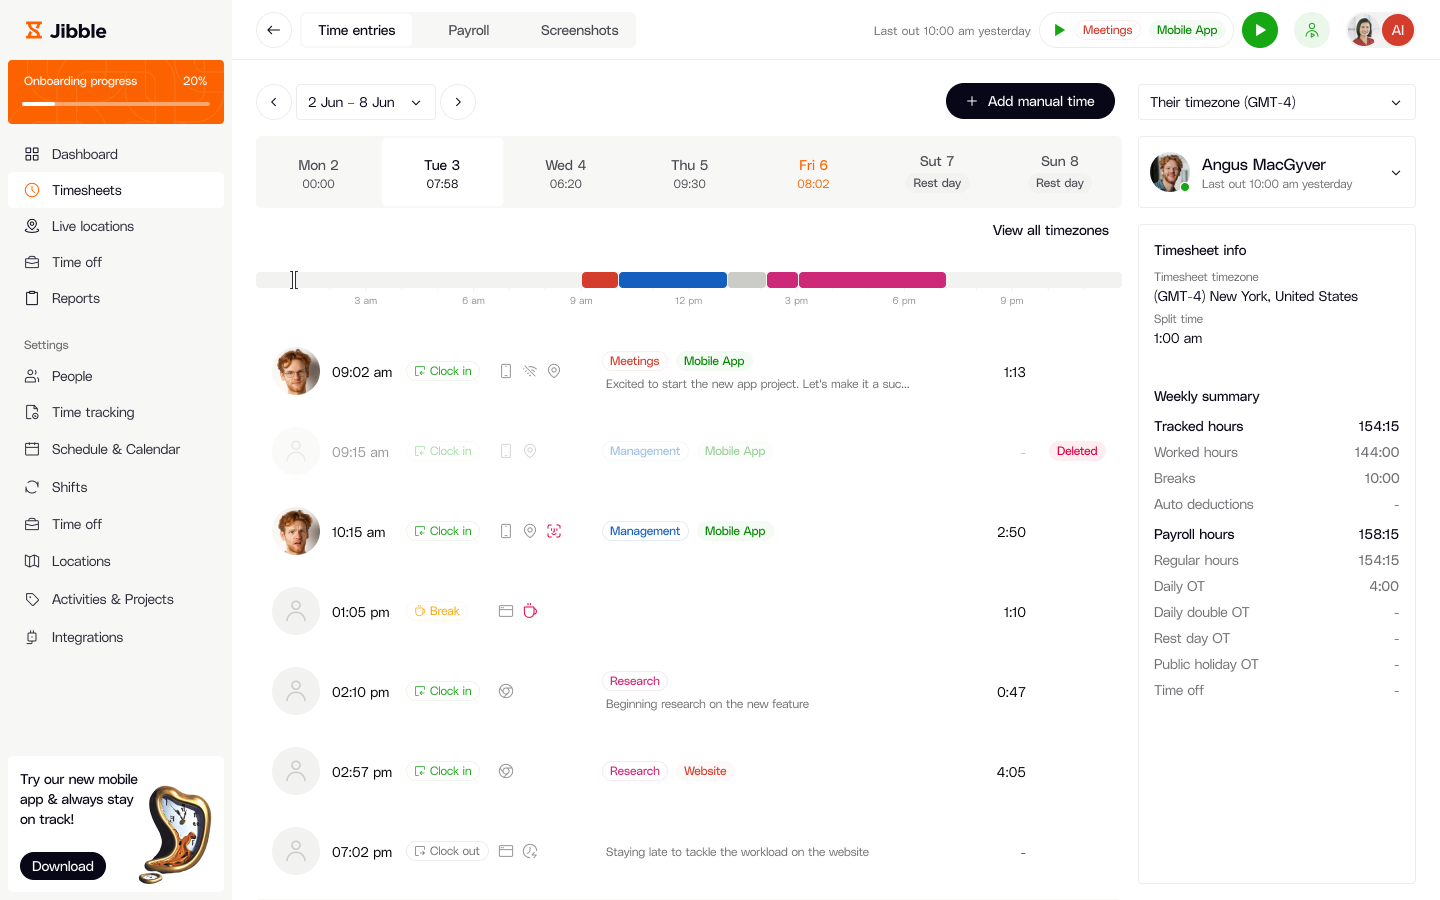 Jibble
Onboarding progress 20%
Dashboard
Timesheets
Live locations
Time off
Reports
Settings
People
Time tracking
Schedule & Calendar
Shifts
Time off
Locations
Activities & Projects
Integrations
Try our new mobile
app & always stay
on track!
Download
Time entries Payroll Screenshots
Last out 10:00 am yesterday Meetings Mobile App AI
2 Jun – 8 Jun
Add manual time
Mon 2 Tue 3 Wed 4 Thu 5 Fri 6 Sut 7 Sun 8
00:00 07:58 06:20 09:30 08:02 Rest day Rest day
View all timezones
3 am 6 am 9 am 12 pm 3 pm 6 pm 9 pm
09:02 am Clock in Meetings Mobile App 1:13
Excited to start the new app project. Let's make it a suc...
09:15 am Clock in Management Mobile App - Deleted
10:15 am Clock in Management Mobile App 2:50
01:05 pm Break 1:10
02:10 pm Clock in Research 0:47
Beginning research on the new feature
02:57 pm Clock in Research Website 4:05
07:02 pm Clock out Staying late to tackle the workload on the website -
Their timezone (GMT-4)
Angus MacGyver
Last out 10:00 am yesterday
Timesheet info
Timesheet timezone
(GMT-4) New York, United States
Split time
1:00 am
Weekly summary
Tracked hours 154:15
Worked hours 144:00
Breaks 10:00
Auto deductions -
Payroll hours 158:15
Regular hours 154:15
Daily OT 4:00
Daily double OT -
Rest day OT -
Public holiday OT -
Time off -